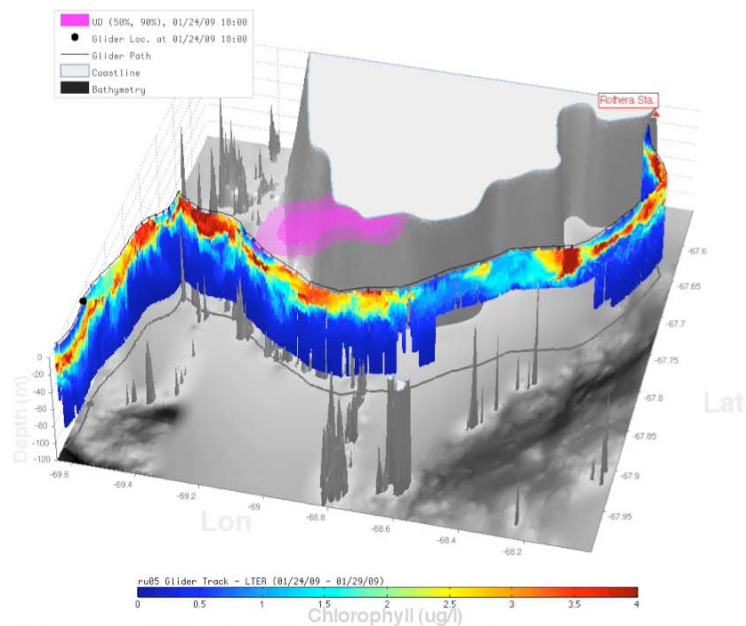 UD (50%, 90%), 01/24/09 18:00
Glider Loc. at 01/24/09 18:00
Glider Path
Coastline
Bathymetry
Rothera Sta.
-67.6
-67.65
-67.7
-67.75
-67.8
-67.85
-67.9
-67.95
Lat
0
-20
-40
-60
-80
-100
-120
Depth (m)
-69.6
-69.4
-69.2
-69
-68.8
-68.6
-68.4
-68.2
Lon
ru05 Glider Track - LTER (01/24/09 - 01/29/09)
0 0.5 1 1.5 2 2.5 3 3.5 4
Chlorophyll (ug/l)